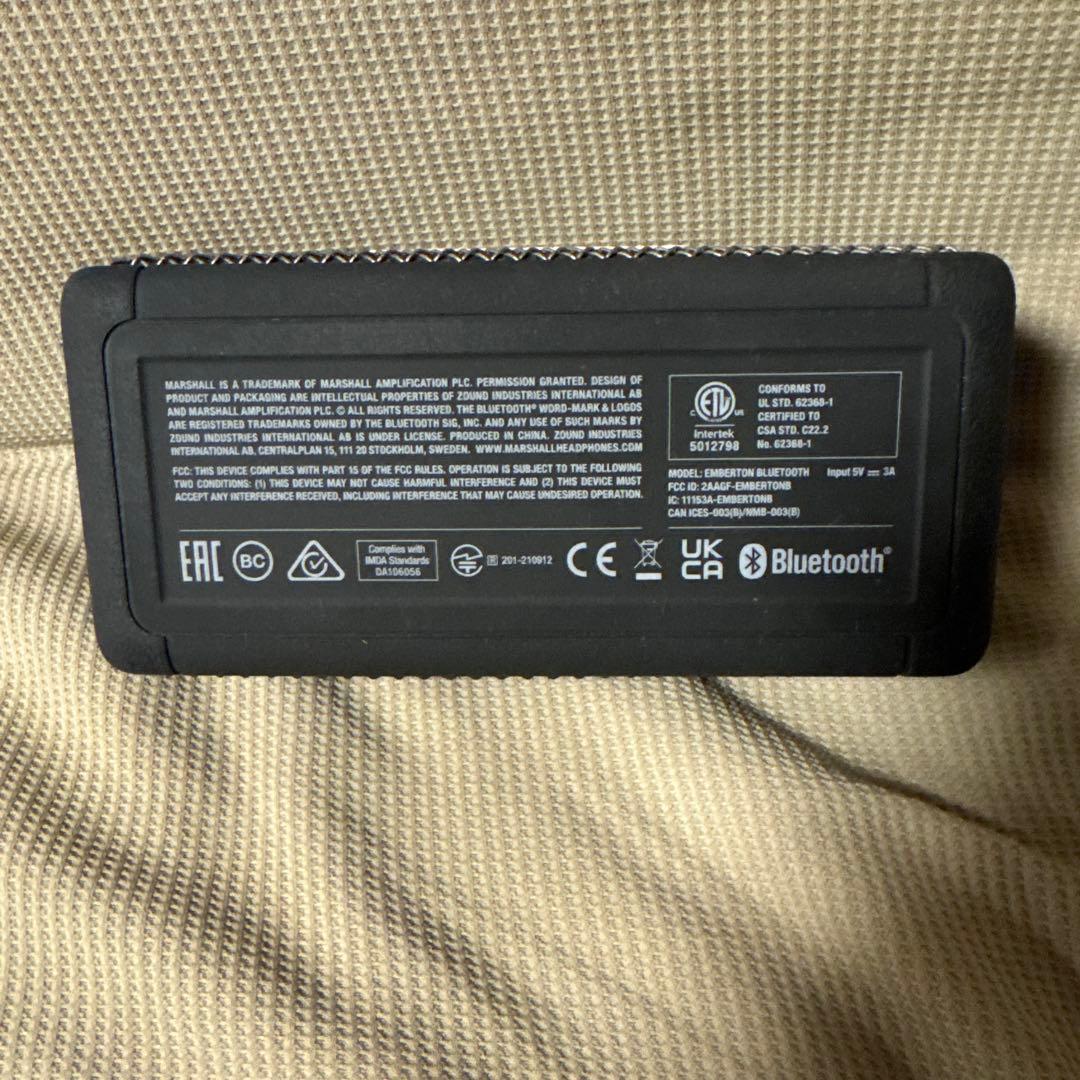 MARSHALL IS A TRADEMARK OF MARSHALL AMPLIFICATION PLC. PERMISSION GRANTED. DESIGN OF
PRODUCT AND PACKAGING ARE INTELLECTUAL PROPERTIES OF ZOUND INDUSTRIES INTERNATIONAL AB
AND MARSHALL AMPLIFICATION PLC. © ALL RIGHTS RESERVED. THE BLUETOOTH® WORD-MARK & LOGOS
ARE REGISTERED TRADEMARKS OWNED BY THE BLUETOOTH SIG, INC. AND ANY USE OF SUCH MARKS BY
ZOUND INDUSTRIES INTERNATIONAL AB IS UNDER LICENSE. PRODUCED IN CHINA. ZOUND INDUSTRIES
INTERNATIONAL AB, CENTRALPLAN 15, 111 20 STOCKHOLM, SWEDEN. WWW.MARSHALLHEADPHONES.COM
FCC: THIS DEVICE COMPLIES WITH PART 15 OF THE FCC RULES. OPERATION IS SUBJECT TO THE FOLLOWING
TWO CONDITIONS: (1) THIS DEVICE MAY NOT CAUSE HARMFUL INTERFERENCE AND (2) THIS DEVICE MUST
ACCEPT ANY INTERFERENCE RECEIVED, INCLUDING INTERFERENCE THAT MAY CAUSE UNDESIRED OPERATION.
C ETL US
Intertek
5012798
CONFORMS TO
UL STD. 62368-1
CERTIFIED TO
CSA STD. C22.2
No. 62368-1
MODEL: EMBERTON BLUETOOTH Input 5V ⎓ 3A
FCC ID: 2AAGF-EMBERTONB
IC: 11153A-EMBERTONB
CAN ICES-003(B)/NMB-003(B)
EAC
BC
Complies with
IMDA Standards
DA106056
R 201-210912
CE
UK
CA
Bluetooth®